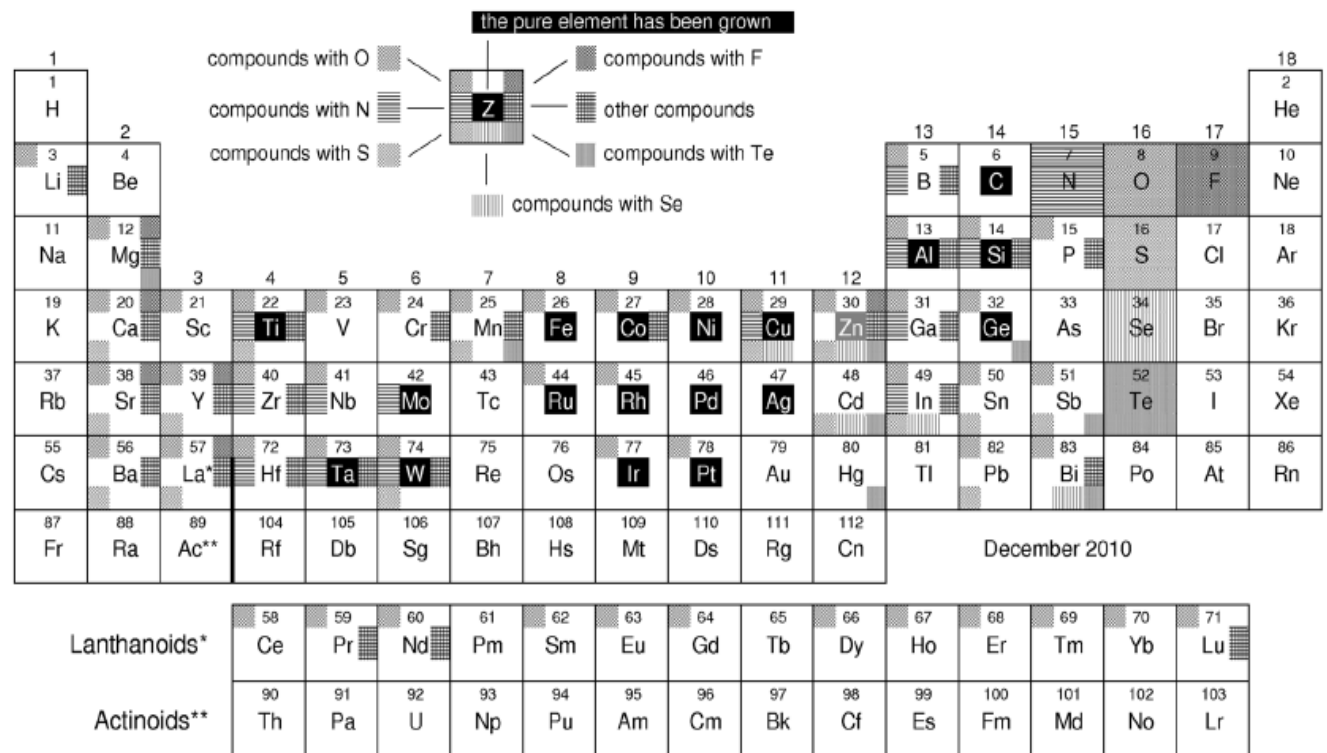 the pure element has been grown
compounds with O
compounds with F
compounds with N
Z
other compounds
compounds with S
compounds with Te
compounds with Se
1 18
1 2
H He
2 13 14 15 16 17
3 4 5 6 7 8 9 10
Li Be B C N O F Ne
11 12 13 14 15 16 17 18
Na Mg Al Si P S Cl Ar
3 4 5 6 7 8 9 10 11 12
19 20 21 22 23 24 25 26 27 28 29 30 31 32 33 34 35 36
K Ca Sc Ti V Cr Mn Fe Co Ni Cu Zn Ga Ge As Se Br Kr
37 38 39 40 41 42 43 44 45 46 47 48 49 50 51 52 53 54
Rb Sr Y Zr Nb Mo Tc Ru Rh Pd Ag Cd In Sn Sb Te I Xe
55 56 57 72 73 74 75 76 77 78 79 80 81 82 83 84 85 86
Cs Ba La* Hf Ta W Re Os Ir Pt Au Hg Tl Pb Bi Po At Rn
87 88 89 104 105 106 107 108 109 110 111 112
Fr Ra Ac** Rf Db Sg Bh Hs Mt Ds Rg Cn December 2010
58 59 60 61 62 63 64 65 66 67 68 69 70 71
Lanthanoids* Ce Pr Nd Pm Sm Eu Gd Tb Dy Ho Er Tm Yb Lu
90 91 92 93 94 95 96 97 98 99 100 101 102 103
Actinoids** Th Pa U Np Pu Am Cm Bk Cf Es Fm Md No Lr